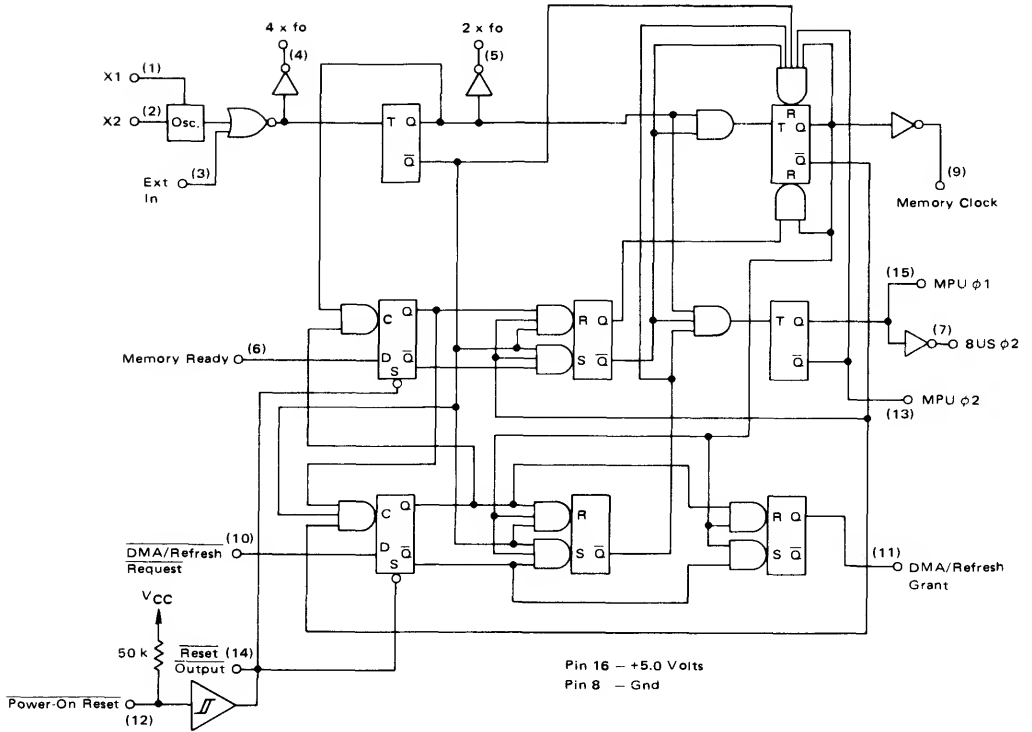 4 x fo
2 x fo
(4)
(5)
(1)
X1
(2)
X2
Osc.
(3)
Ext
In
T Q
Q̅
R
T Q
Q̅
R
(9)
Memory Clock
C Q
D Q̅
S
R Q
S Q̅
T Q
Q̅
(15)
MPU ϕ1
(7)
8US ϕ2
MPU ϕ2
(13)
(6)
Memory Ready
C Q
D Q̅
S
R
S Q̅
R Q
S Q̅
(10)
DMA/Refresh
Request
(11)
DMA/Refresh
Grant
VCC
50 k
Reset (14)
Output
Power-On Reset
(12)
Pin 16 – +5.0 Volts
Pin 8 – Gnd